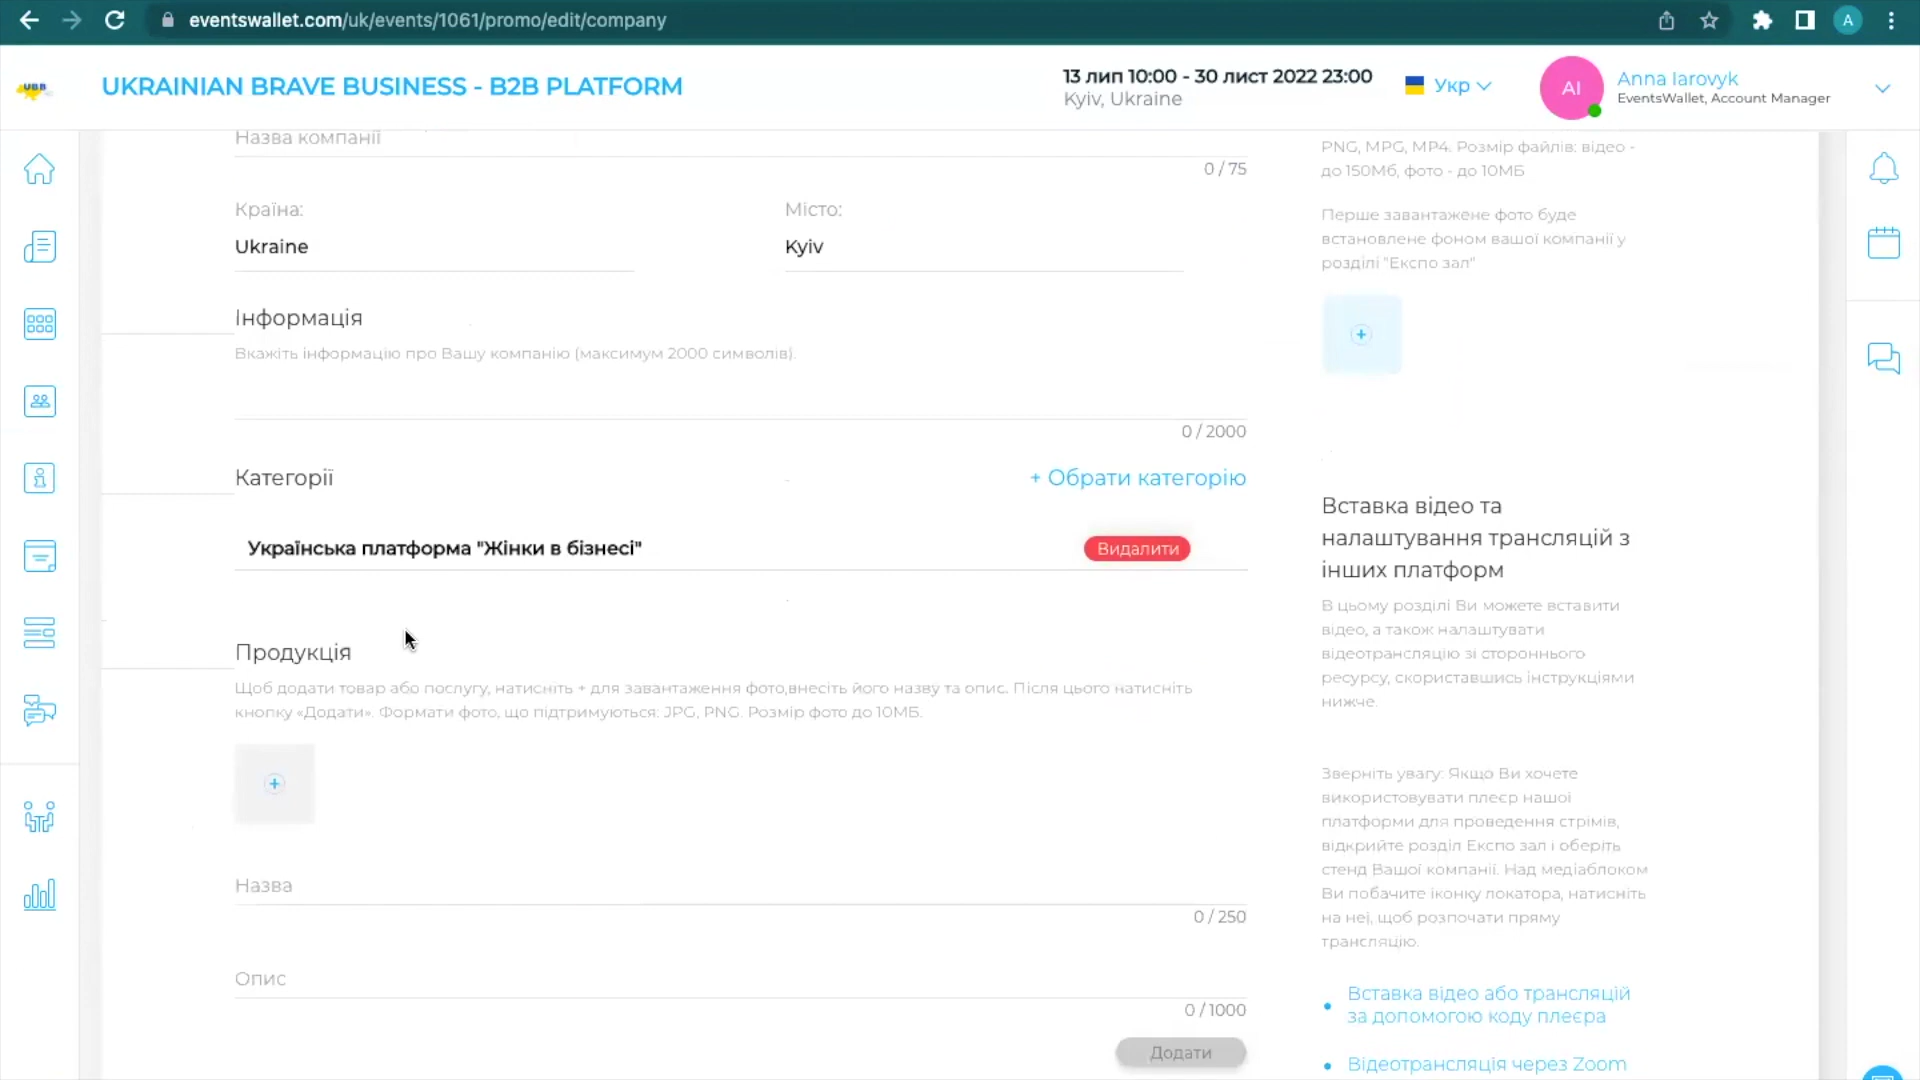 eventswallet.com/uk/events/1061/promo/edit/company
A
UBB
UKRAINIAN BRAVE BUSINESS - B2B PLATFORM
13 лип 10:00 - 30 лист 2022 23:00
Kyiv, Ukraine
Укр
AI
Anna Iarovyk
EventsWallet, Account Manager
Назва компанії
0 / 75
Країна:
Місто:
Ukraine
Kyiv
Інформація
Вкажіть інформацію про Вашу компанію (максимум 2000 символів).
0 / 2000
Категорії
+ Обрати категорію
Українська платформа "Жінки в бізнесі"
Видалити
Продукція
Щоб додати товар або послугу, натисніть + для завантаження фото,внесіть його назву та опис. Після цього натисніть
кнопку «Додати». Формати фото, що підтримуються: JPG, PNG. Розмір фото до 10МБ.
Назва
0 / 250
Опис
0 / 1000
Додати
PNG, MPG, MP4. Розмір файлів: відео -
до 150Мб, фото - до 10МБ
Перше завантажене фото буде
встановлене фоном вашої компанії у
розділі "Експо зал"
Вставка відео та
налаштування трансляцій з
інших платформ
В цьому розділі Ви можете вставити
відео, а також налаштувати
відеотрансляцію зі стороннього
ресурсу, скориставшись інструкціями
нижче.
Зверніть увагу: Якщо Ви хочете
використовувати плеєр нашої
платформи для проведення стрімів,
відкрийте розділ Експо зал і оберіть
стенд Вашої компанії. Над медіаблоком
Ви побачите іконку локатора, натисніть
на неї, щоб розпочати пряму
трансляцію.
Вставка відео або трансляцій
за допомогою коду плеєра
Відеотрансляція через Zoom